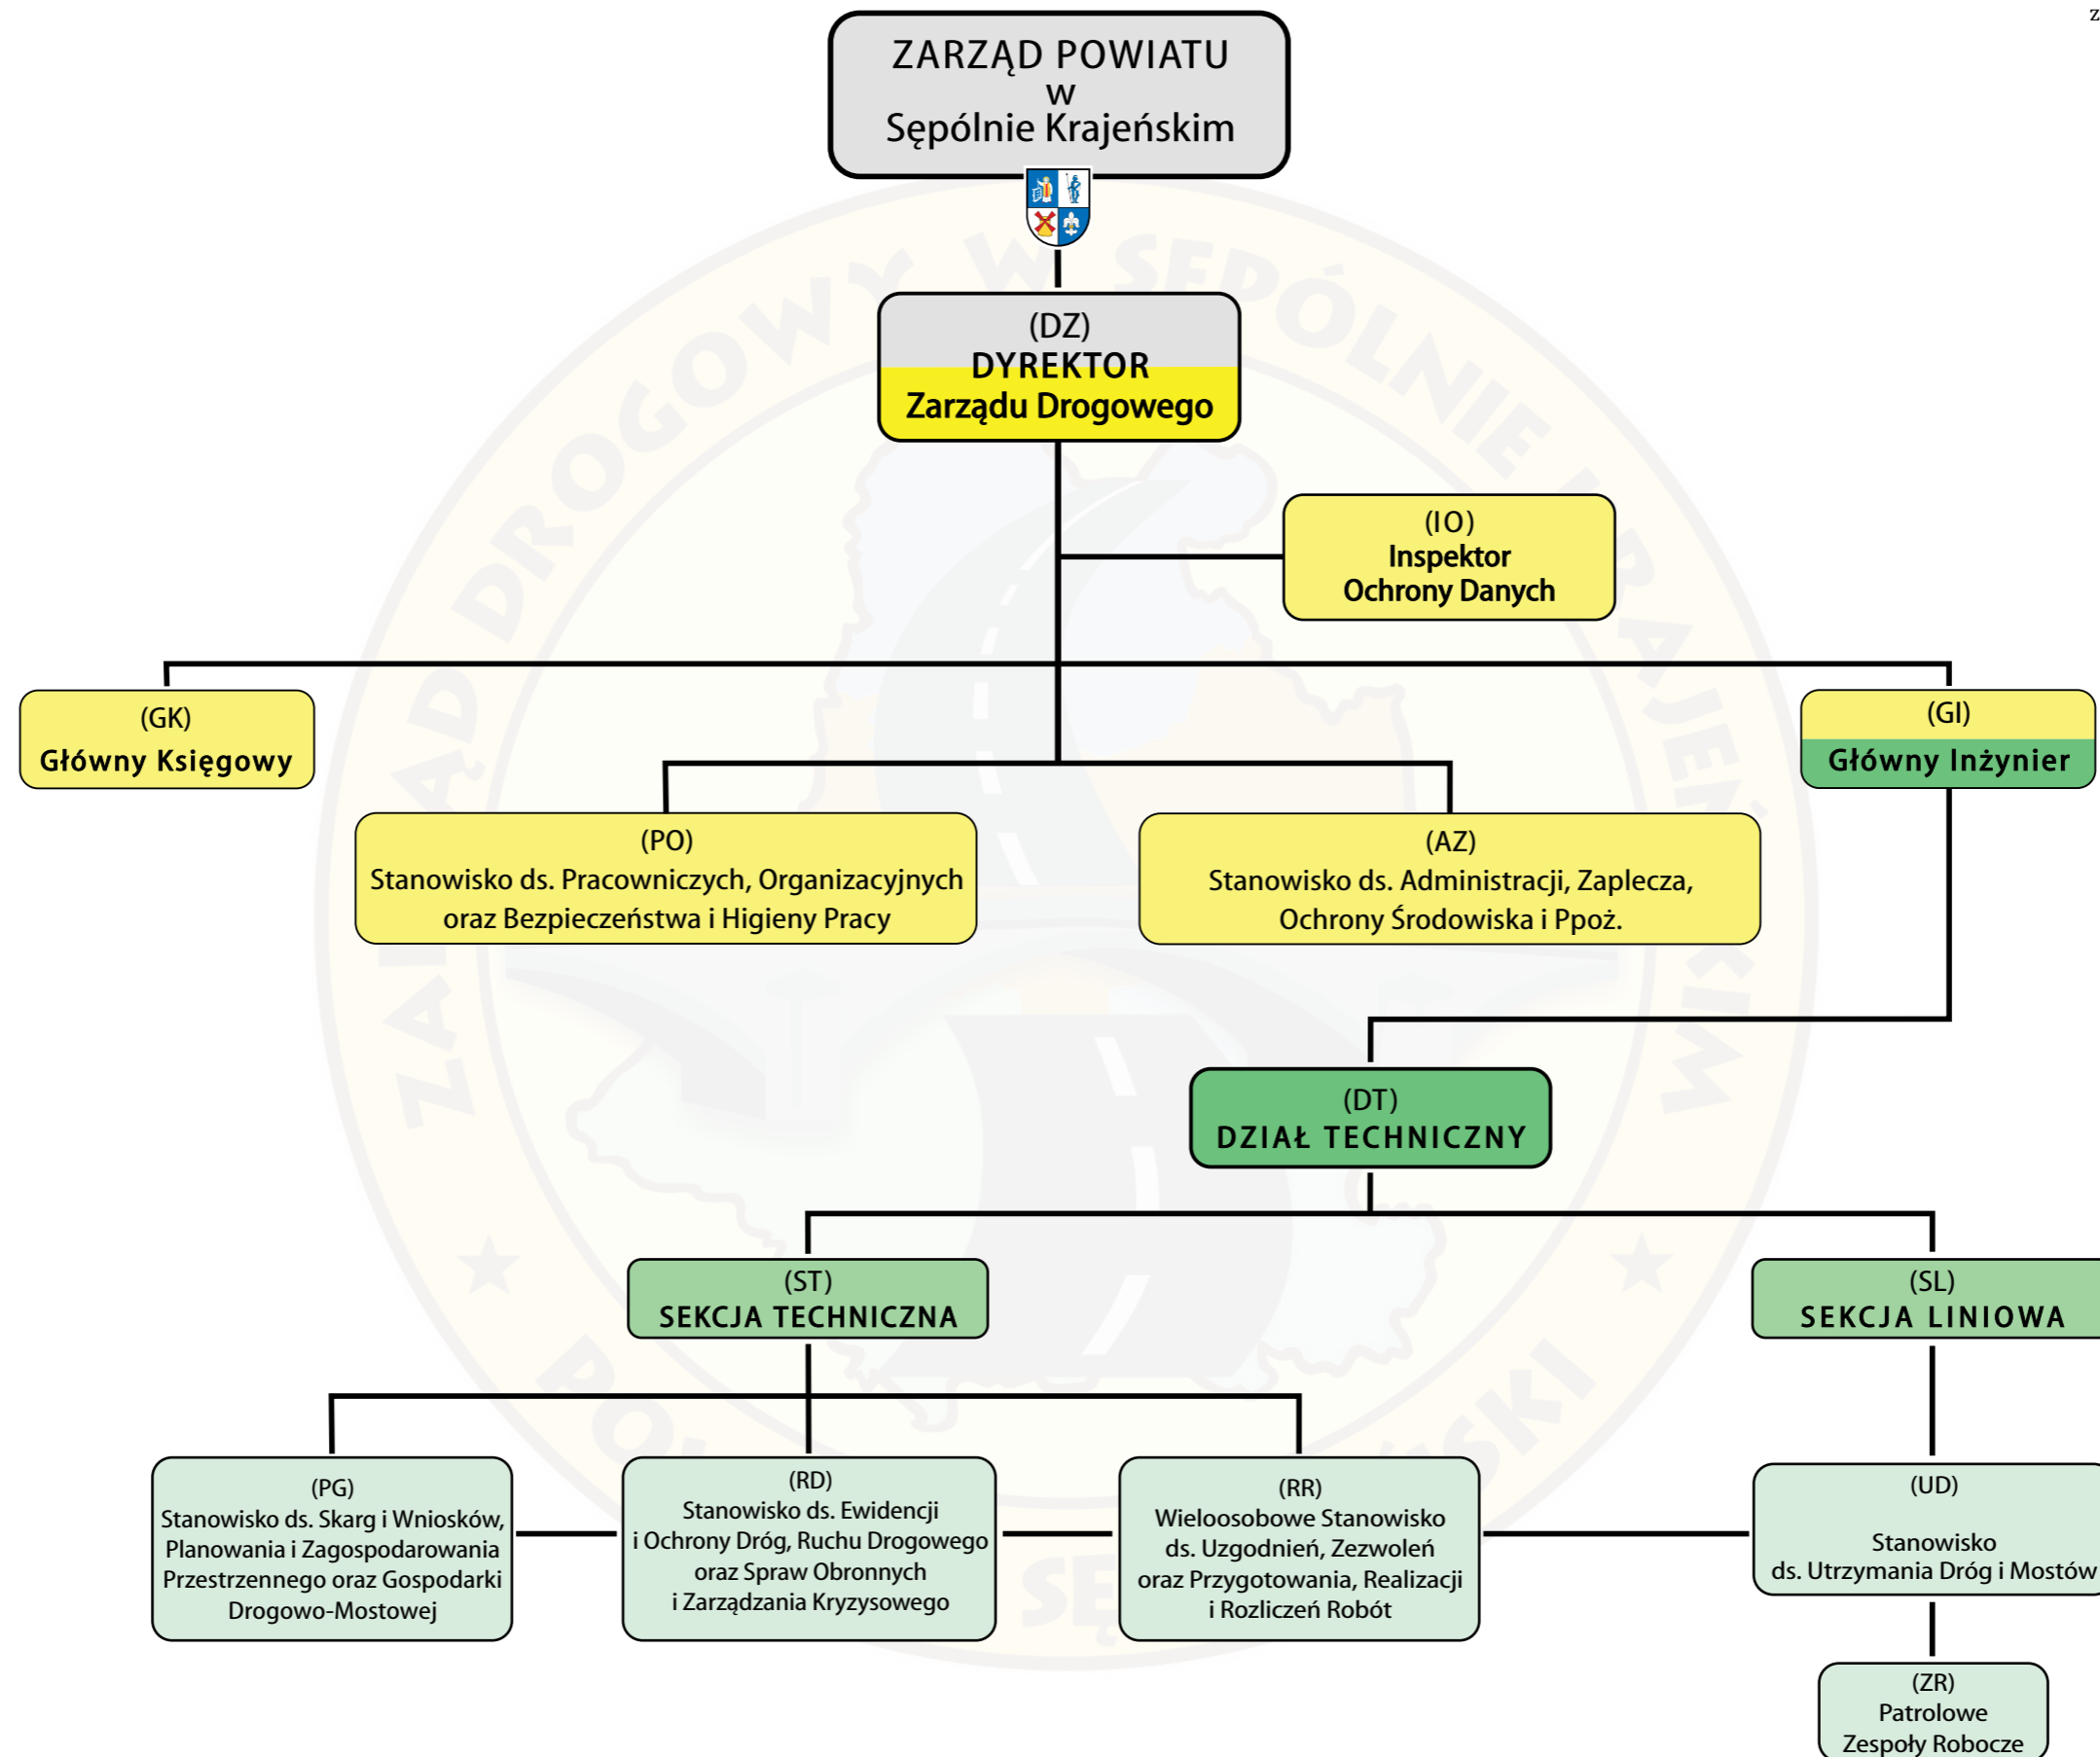 z
ZARZĄD POWIATU
w
Sępólnie Krajeńskim
(DZ)
DYREKTOR
Zarządu Drogowego
(IO)
Inspektor
Ochrony Danych
(GK)
Główny Księgowy
(GI)
Główny Inżynier
(PO)
Stanowisko ds. Pracowniczych, Organizacyjnych
oraz Bezpieczeństwa i Higieny Pracy
(AZ)
Stanowisko ds. Administracji, Zaplecza,
Ochrony Środowiska i Ppoż.
(DT)
DZIAŁ TECHNICZNY
(ST)
SEKCJA TECHNICZNA
(SL)
SEKCJA LINIOWA
(PG)
Stanowisko ds. Skarg i Wniosków,
Planowania i Zagospodarowania
Przestrzennego oraz Gospodarki
Drogowo-Mostowej
(RD)
Stanowisko ds. Ewidencji
i Ochrony Dróg, Ruchu Drogowego
oraz Spraw Obronnych
i Zarządzania Kryzysowego
(RR)
Wieloosobowe Stanowisko
ds. Uzgodnień, Zezwoleń
oraz Przygotowania, Realizacji
i Rozliczeń Robót
(UD)
Stanowisko
ds. Utrzymania Dróg i Mostów
(ZR)
Patrolowe
Zespoły Robocze
DROGOWY W SĘPÓLNIE